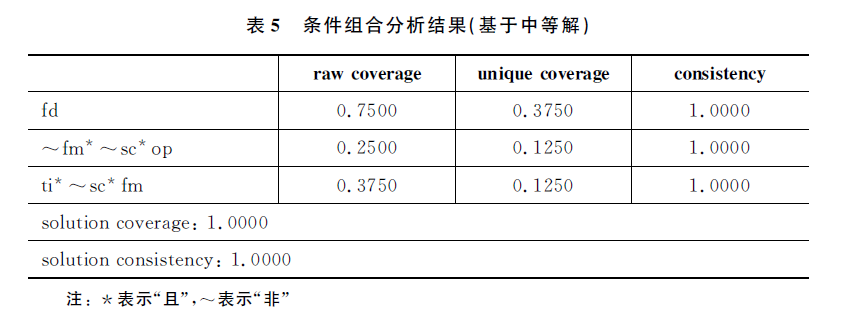 表 5 条件组合分析结果(基于中等解)
raw coverage unique coverage consistency
fd 0.7500 0.3750 1.0000
～fm*～sc*op 0.2500 0.1250 1.0000
ti*～sc*fm 0.3750 0.1250 1.0000
solution coverage: 1.0000
solution consistency: 1.0000
注: *表示“且”,～表示“非”